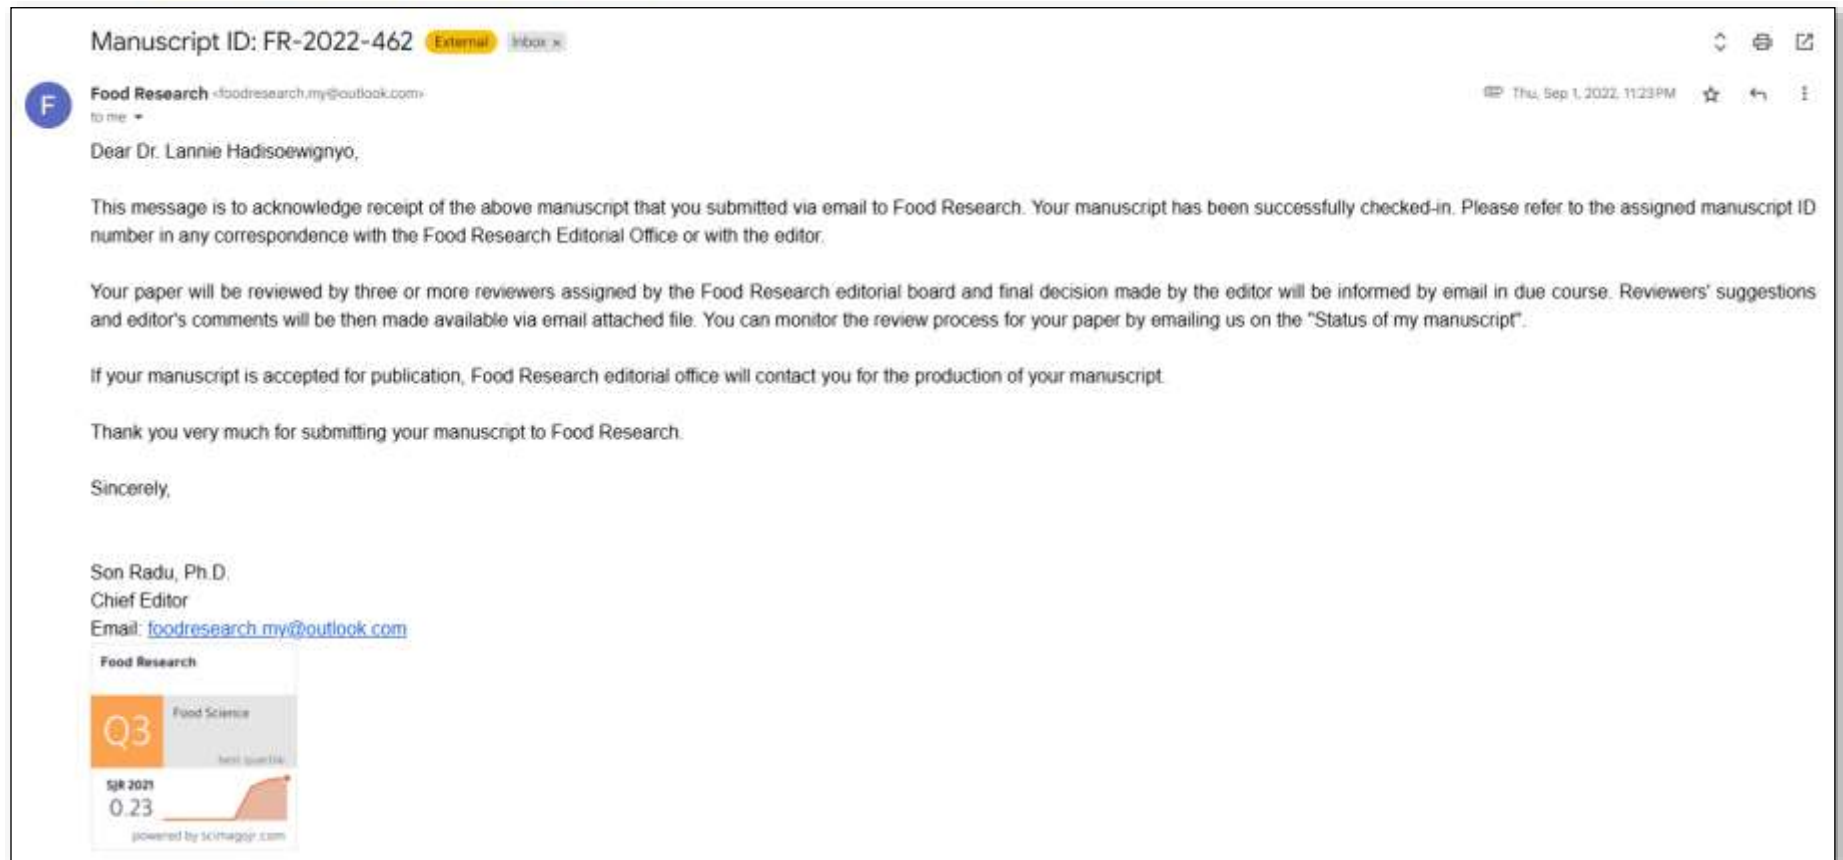 Manuscript ID: FR-2022-462 External Inbox x
F
Food Research <foodresearch.my@outlook.com>
Thu, Sep 1, 2022, 11:23 PM
to me
Dear Dr. Lannie Hadisoewignyo,
This message is to acknowledge receipt of the above manuscript that you submitted via email to Food Research. Your manuscript has been successfully checked-in. Please refer to the assigned manuscript ID
number in any correspondence with the Food Research Editorial Office or with the editor.
Your paper will be reviewed by three or more reviewers assigned by the Food Research editorial board and final decision made by the editor will be informed by email in due course. Reviewers' suggestions
and editor's comments will be then made available via email attached file. You can monitor the review process for your paper by emailing us on the "Status of my manuscript".
If your manuscript is accepted for publication, Food Research editorial office will contact you for the production of your manuscript.
Thank you very much for submitting your manuscript to Food Research.
Sincerely,
Son Radu, Ph.D.
Chief Editor
Email: foodresearch.my@outlook.com
Food Research
Q3
Food Science
best quartile
SJR 2021
0.23
powered by scimagojr.com